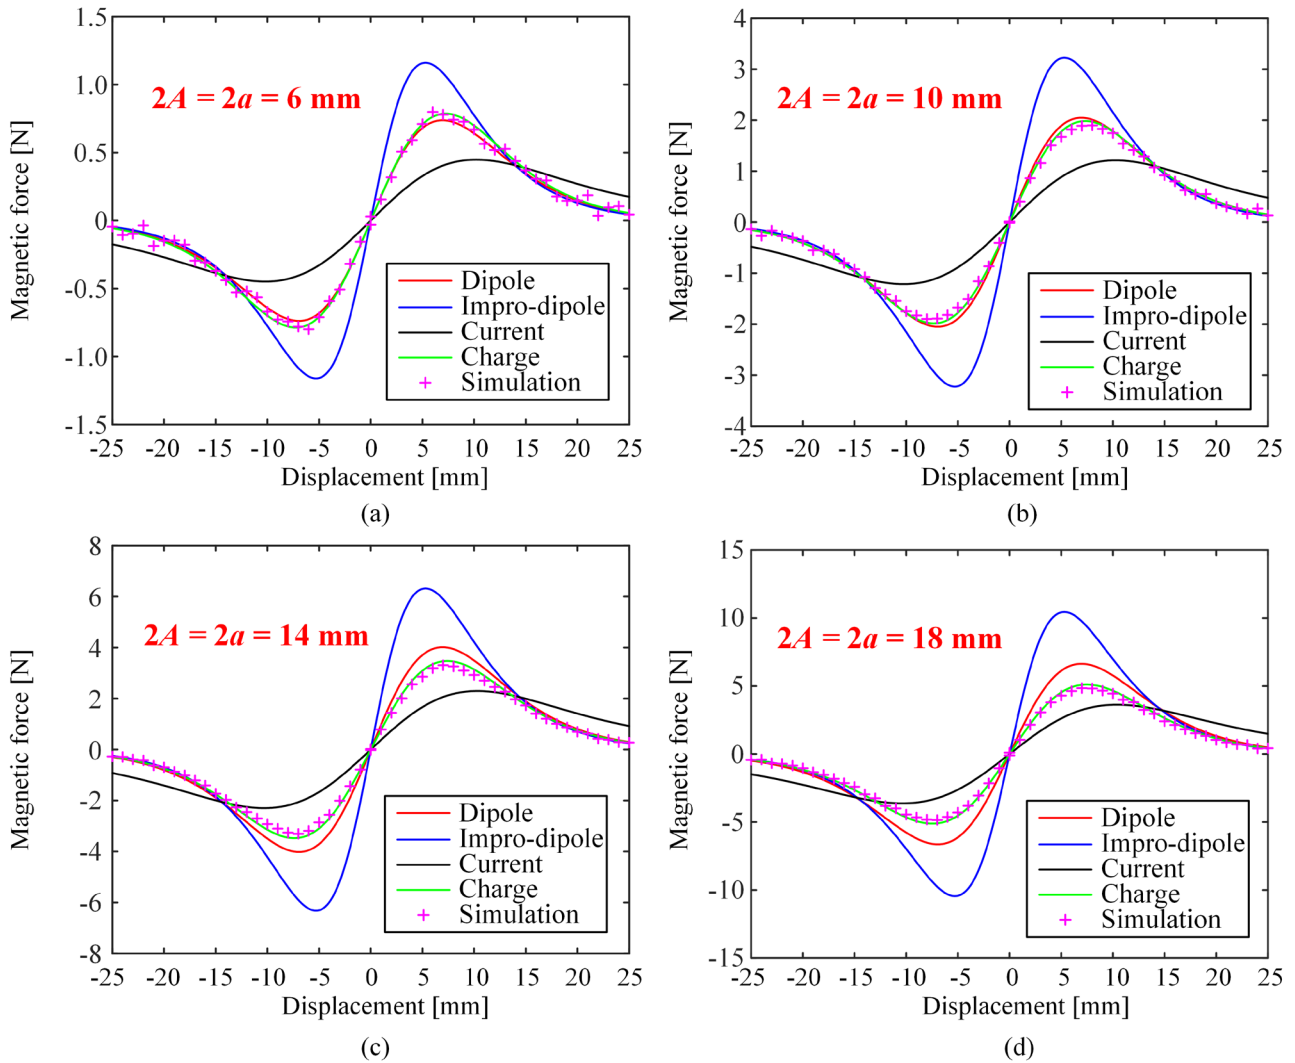 1.5
1.0
0.5
0
-0.5
-1.0
-1.5
Magnetic force [N]
2A = 2a = 6 mm
Dipole
Impro-dipole
Current
Charge
Simulation
-25 -20 -15 -10 -5 0 5 10 15 20 25
Displacement [mm]
(a)
4
3
2
1
0
-1
-2
-3
-4
Magnetic force [N]
2A = 2a = 10 mm
Dipole
Impro-dipole
Current
Charge
Simulation
-25 -20 -15 -10 -5 0 5 10 15 20 25
Displacement [mm]
(b)
8
6
4
2
0
-2
-4
-6
-8
Magnetic force [N]
2A = 2a = 14 mm
Dipole
Impro-dipole
Current
Charge
Simulation
-25 -20 -15 -10 -5 0 5 10 15 20 25
Displacement [mm]
(c)
15
10
5
0
-5
-10
-15
Magnetic force [N]
2A = 2a = 18 mm
Dipole
Impro-dipole
Current
Charge
Simulation
-25 -20 -15 -10 -5 0 5 10 15 20 25
Displacement [mm]
(d)